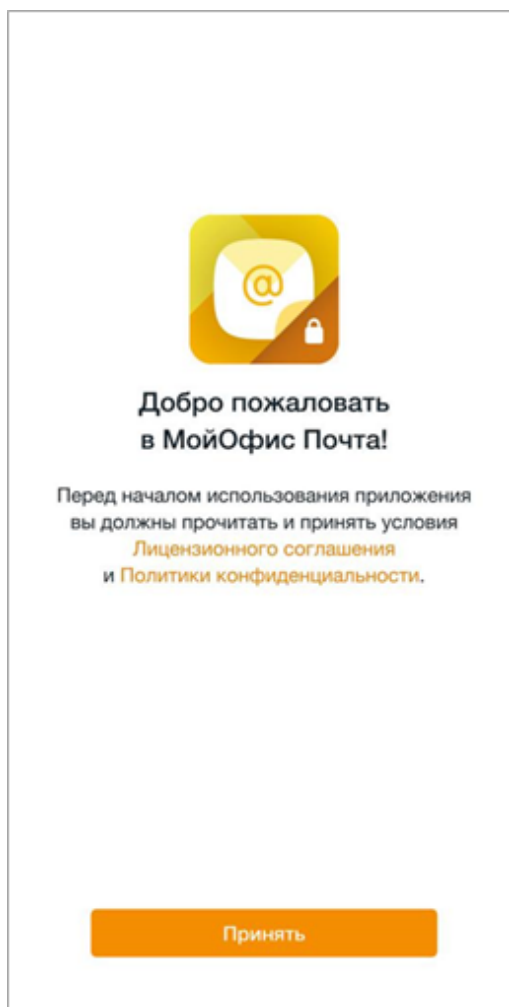 @
Добро пожаловать
в МойОфис Почта!
Перед началом использования приложения
вы должны прочитать и принять условия
Лицензионного соглашения
и Политики конфиденциальности.
Принять